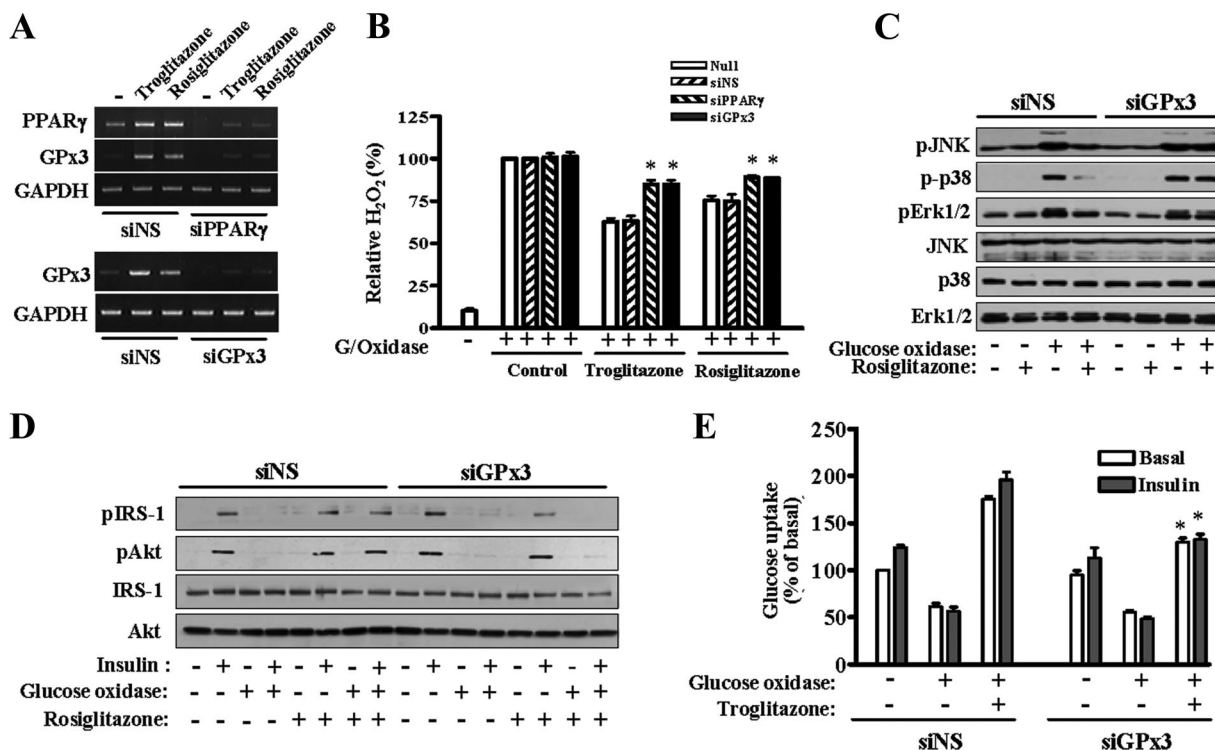 A
- Troglitazone Rosiglitazone - Troglitazone Rosiglitazone
PPARγ
GPx3
GAPDH
siNS siPPARγ
GPx3
GAPDH
siNS siGPx3
B
Null
siNS
siPPARγ
siGPx3
Relative H2O2 (%)
125
100
75
50
25
0
* * * *
G/Oxidase - + + + + + + + + + + + +
Control Troglitazone Rosiglitazone
C
siNS siGPx3
pJNK
p-p38
pErk1/2
JNK
p38
Erk1/2
Glucose oxidase: - - + + - - + +
Rosiglitazone: - + - + - + - +
D
siNS siGPx3
pIRS-1
pAkt
IRS-1
Akt
Insulin : - + - + - + - + - + - + - + - +
Glucose oxidase: - - + + - - + + - - + + - - + +
Rosiglitazone: - - - - + + + + - - - - + + + +
E
Glucose uptake
(% of basal)
250
200
150
100
50
0
Basal
Insulin
* *
Glucose oxidase: - + + - + +
Troglitazone: - - + - - +
siNS siGPx3